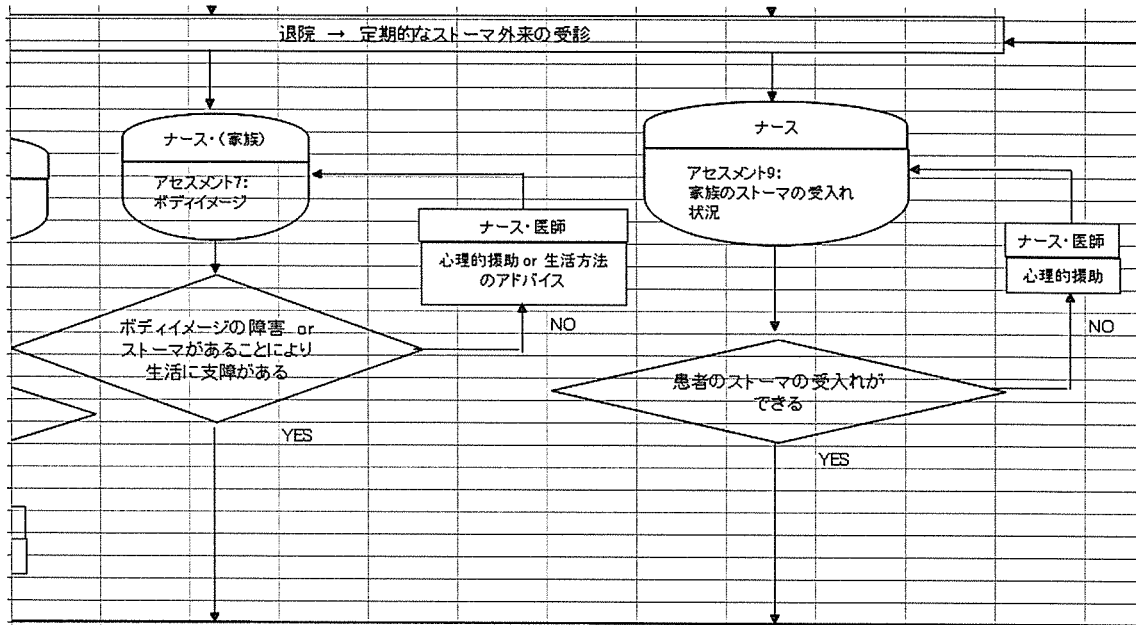 退院 → 定期的なストーマ外来の受診
ナース・(家族)
アセスメント7:
ボディイメージ
ナース・医師
心理的援助 or 生活方法
のアドバイス
NO
ボディイメージの障害 or
ストーマがあることにより
生活に支障がある
YES
ナース
アセスメント9:
家族のストーマの受入れ
状況
ナース・医師
心理的援助
NO
患者のストーマの受入れが
できる
YES